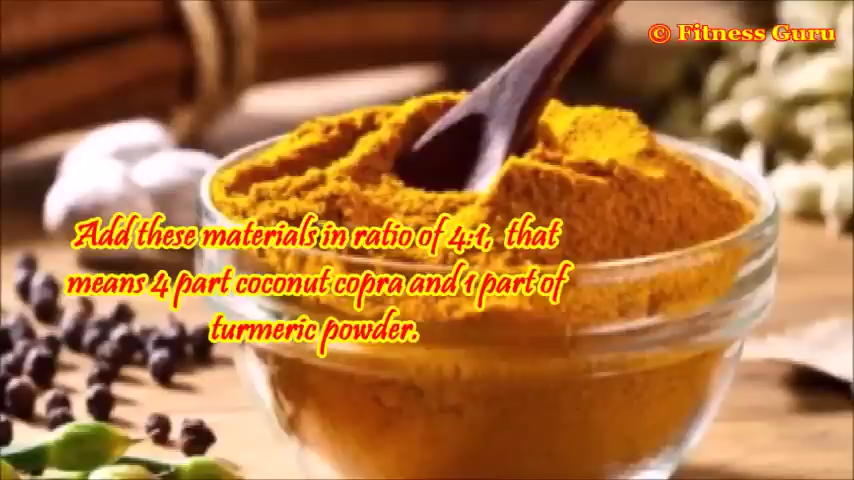 © Fitness Guru
Add these materials in ratio of 4:1, that
means 4 part coconut copra and 1 part of
turmeric powder.